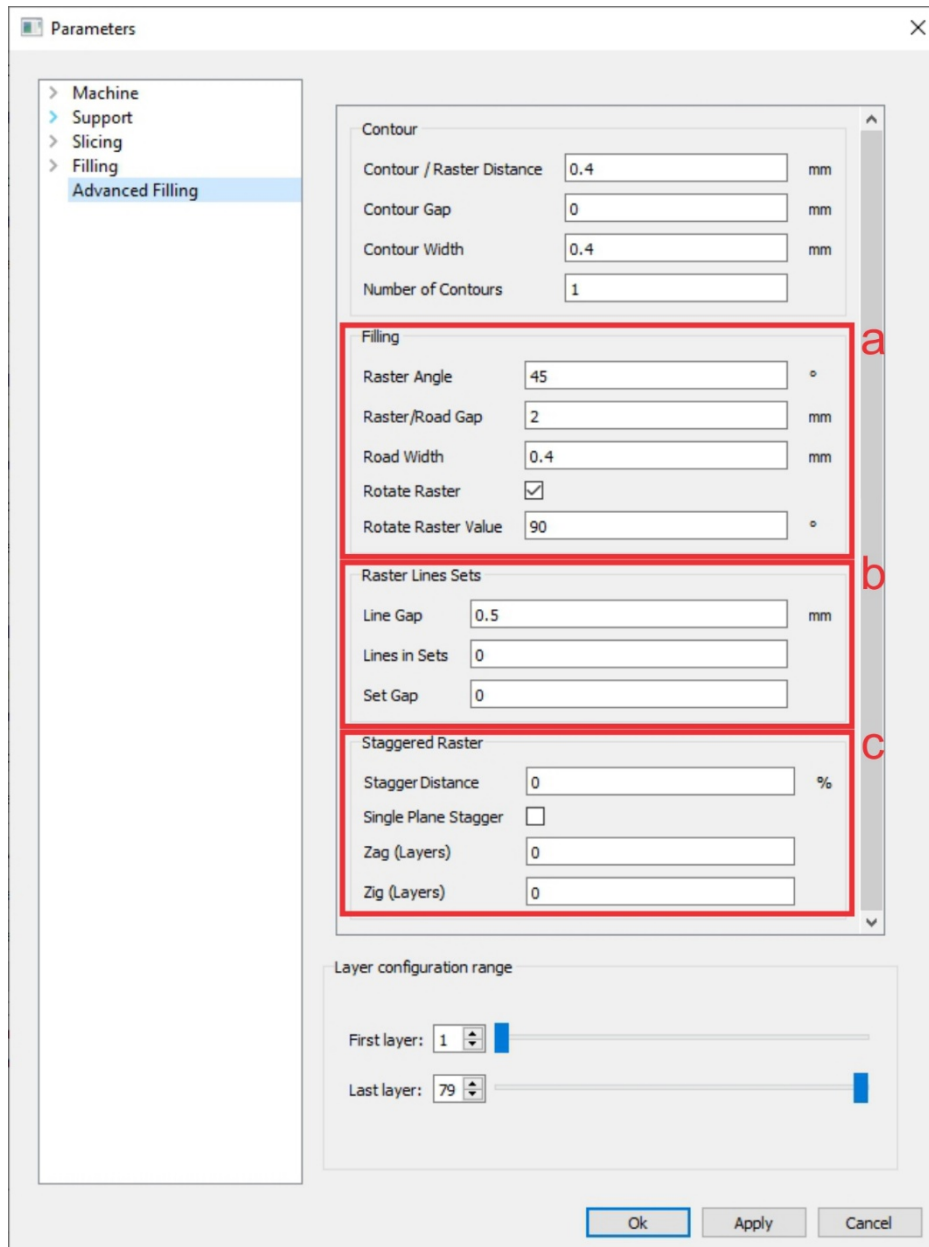 Parameters
Machine
Support
Slicing
Filling
Advanced Filling
Contour
Contour / Raster Distance 0.4 mm
Contour Gap 0 mm
Contour Width 0.4 mm
Number of Contours 1
a
Filling
Raster Angle 45 °
Raster/Road Gap 2 mm
Road Width 0.4 mm
Rotate Raster
Rotate Raster Value 90 °
b
Raster Lines Sets
Line Gap 0.5 mm
Lines in Sets 0
Set Gap 0
c
Staggered Raster
Stagger Distance 0 %
Single Plane Stagger
Zag (Layers) 0
Zig (Layers) 0
Layer configuration range
First layer: 1
Last layer: 79
Ok Apply Cancel